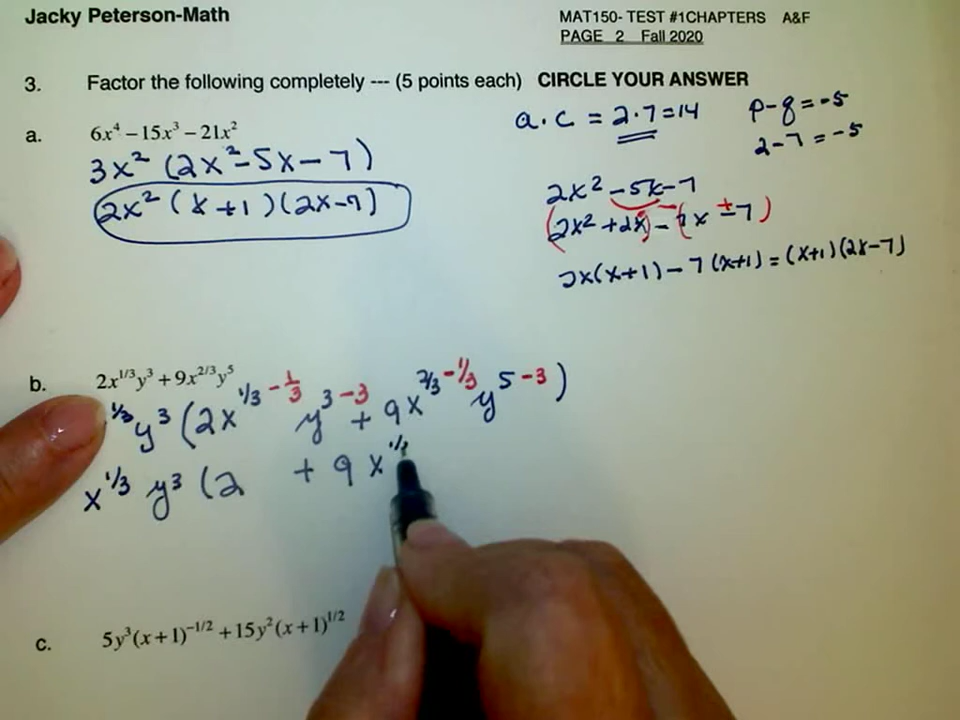 Jacky Peterson-Math
MAT150- TEST #1CHAPTERS A&F
PAGE 2 Fall 2020
3. Factor the following completely --- (5 points each) CIRCLE YOUR ANSWER
a. 6x⁴ – 15x³ – 21x²
3x² (2x² - 5x - 7)
2x² (x + 1)(2x - 7)
a · c = 2 · 7 = 14
p - q = -5
2 - 7 = -5
2x² - 5x - 7
(2x² + 2x) - (7x ± 7)
2x(x+1) - 7(x+1) = (x+1)(2x-7)
b. 2x^{1/3}y³ + 9x^{2/3}y⁵
^{1/3} y³ (2x^{1/3 - 1/3} y^{3 - 3} + 9x^{2/3 - 1/3} y^{5 - 3})
x^{1/3} y³ (2 + 9x^{1/3}
c. 5y³(x + 1)^{–1/2} + 15y²(x + 1)^{1/2}